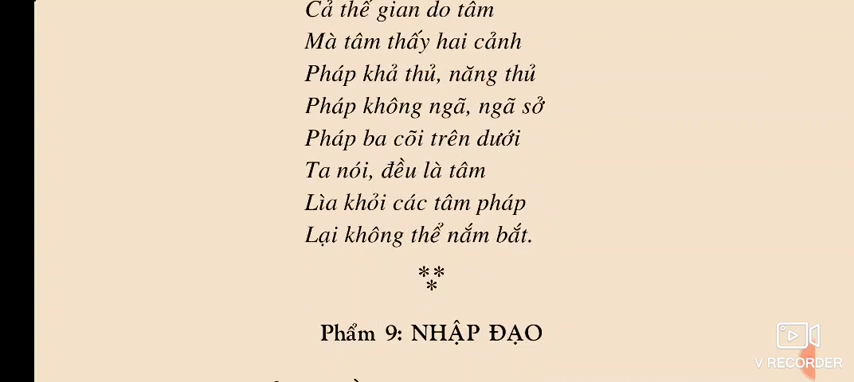 Cả thế gian do tâm
Mà tâm thấy hai cảnh
Pháp khả thủ, năng thủ
Pháp không ngã, ngã sở
Pháp ba cõi trên dưới
Ta nói, đều là tâm
Lìa khỏi các tâm pháp
Lại không thể nắm bắt.
**
*
Phẩm 9: NHẬP ĐẠO
V RECORDER